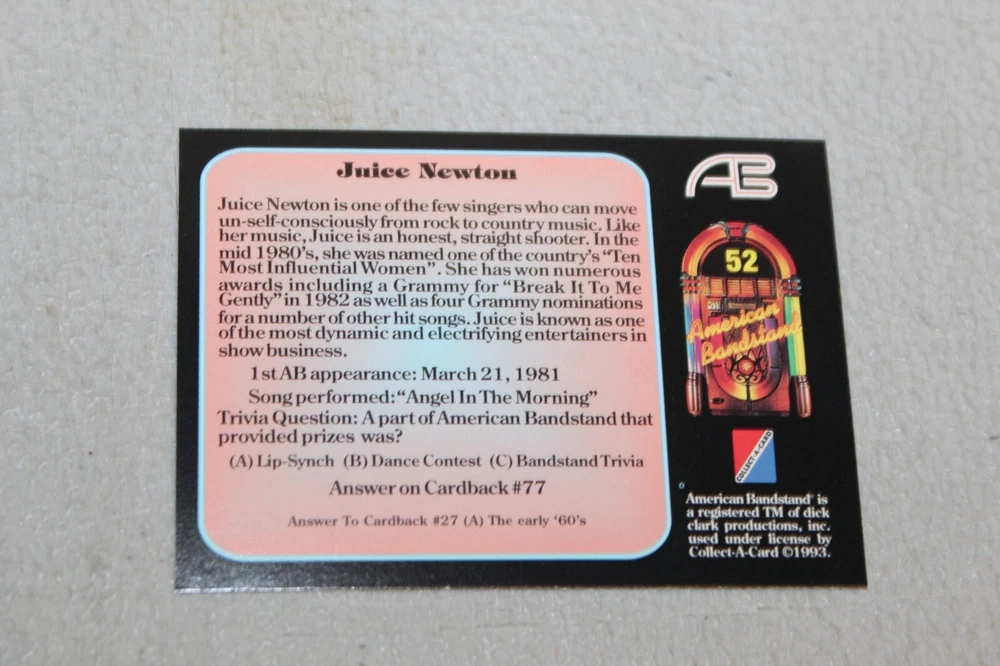 Juice Newton
Juice Newton is one of the few singers who can move
un-self-consciously from rock to country music. Like
her music, Juice is an honest, straight shooter. In the
mid 1980's, she was named one of the country's "Ten
Most Influential Women". She has won numerous
awards including a Grammy for "Break It To Me
Gently" in 1982 as well as four Grammy nominations
for a number of other hit songs. Juice is known as one
of the most dynamic and electrifying entertainers in
show business.
1st AB appearance: March 21, 1981
Song performed: "Angel In The Morning"
Trivia Question: A part of American Bandstand that
provided prizes was?
(A) Lip-Synch (B) Dance Contest (C) Bandstand Trivia
Answer on Cardback #77
Answer To Cardback #27 (A) The early '60's
AB
52
American
Bandstand
COLLECT-A-CARD
American Bandstand® is
a registered TM of dick
clark productions, inc.
used under license by
Collect-A-Card ©1993.